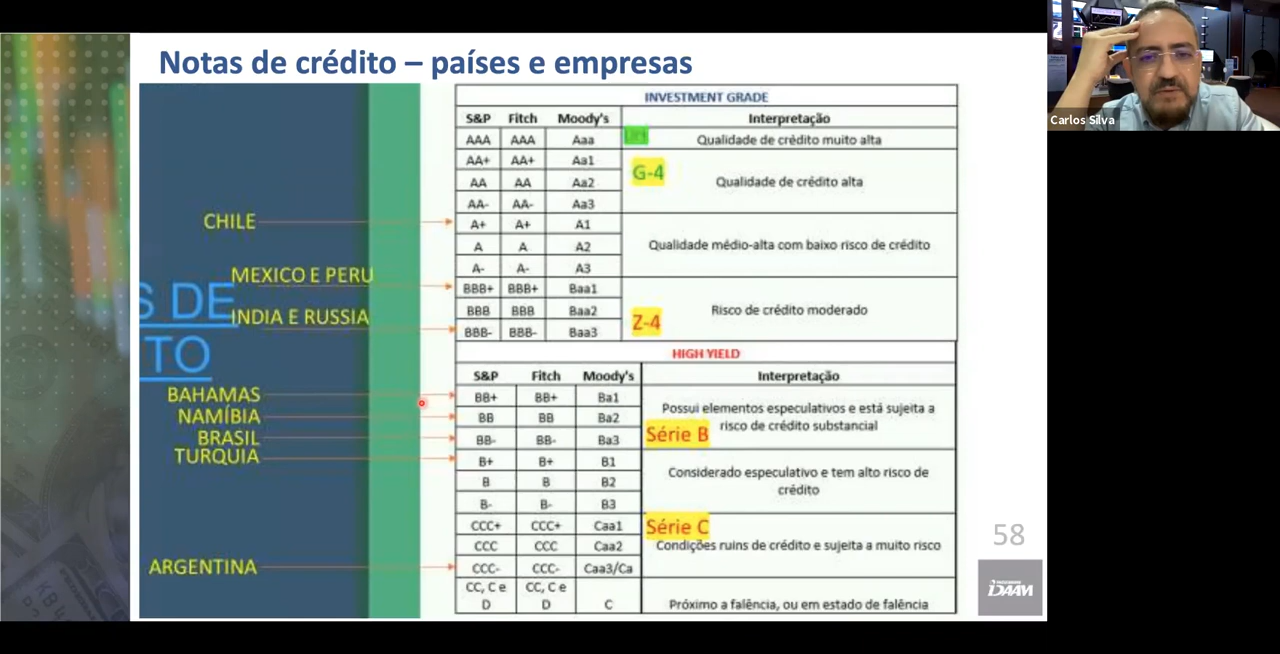 Notas de crédito – países e empresas
Carlos Silva
S DE
TO
CHILE
MEXICO E PERU
INDIA E RUSSIA
BAHAMAS
NAMÍBIA
BRASIL
TURQUIA
ARGENTINA
INVESTMENT GRADE
S&P Fitch Moody's Interpretação
AAA AAA Aaa Qualidade de crédito muito alta
AA+ AA+ Aa1
G-4
AA AA Aa2 Qualidade de crédito alta
AA- AA- Aa3
A+ A+ A1
A A A2 Qualidade médio-alta com baixo risco de crédito
A- A- A3
BBB+ BBB+ Baa1
BBB BBB Baa2 Risco de crédito moderado
Z-4
BBB- BBB- Baa3
HIGH YIELD
S&P Fitch Moody's Interpretação
BB+ BB+ Ba1
Possui elementos especulativos e está sujeita a
BB BB Ba2
risco de crédito substancial
BB- BB- Ba3
Série B
B+ B+ B1
Considerado especulativo e tem alto risco de
B B B2
crédito
B- B- B3
CCC+ CCC+ Caa1
Série C
CCC CCC Caa2 Condições ruins de crédito e sujeita a muito risco
CCC- CCC- Caa3/Ca
CC, C e CC, C e
D D C Próximo a falência, ou em estado de falência
58
DAAM